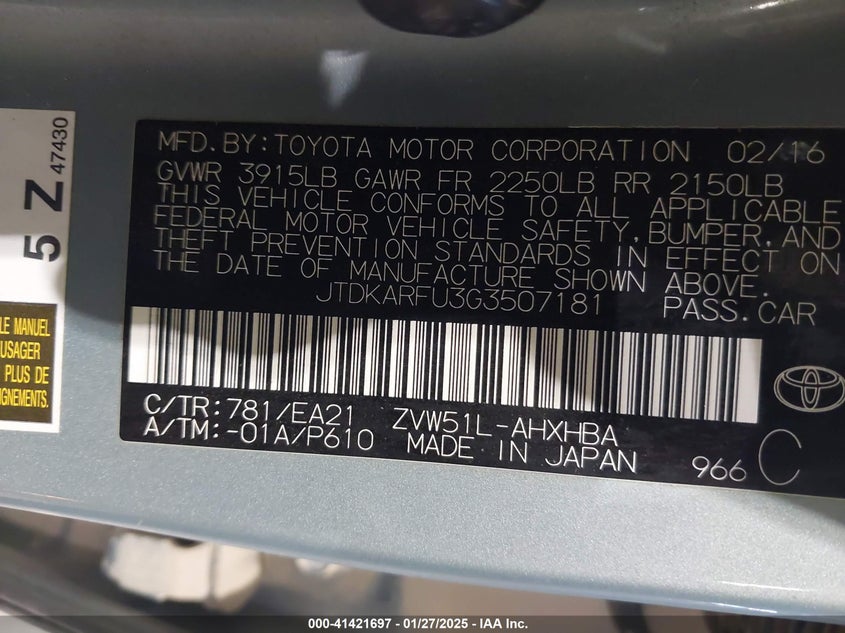 MFD.BY:TOYOTA MOTOR CORPORATION 02/16
GVWR 3915LB GAWR FR 2250LB RR 2150LB
THIS VEHICLE CONFORMS TO ALL APPLICABLE
FEDERAL MOTOR VEHICLE SAFETY,BUMPER,AND
THEFT PREVENTION STANDARDS IN EFFECT ON
THE DATE OF MANUFACTURE SHOWN ABOVE.
JTDKARFU3G3507181 PASS.CAR
C/TR:781/EA21 ZVW51L-AHXHBA
A/TM:-01A/P610 MADE IN JAPAN 966 C
5 Z 47430
LE MANUEL
USAGER
PLUS DE
000-41421697 - 01/27/2025 - IAA Inc.